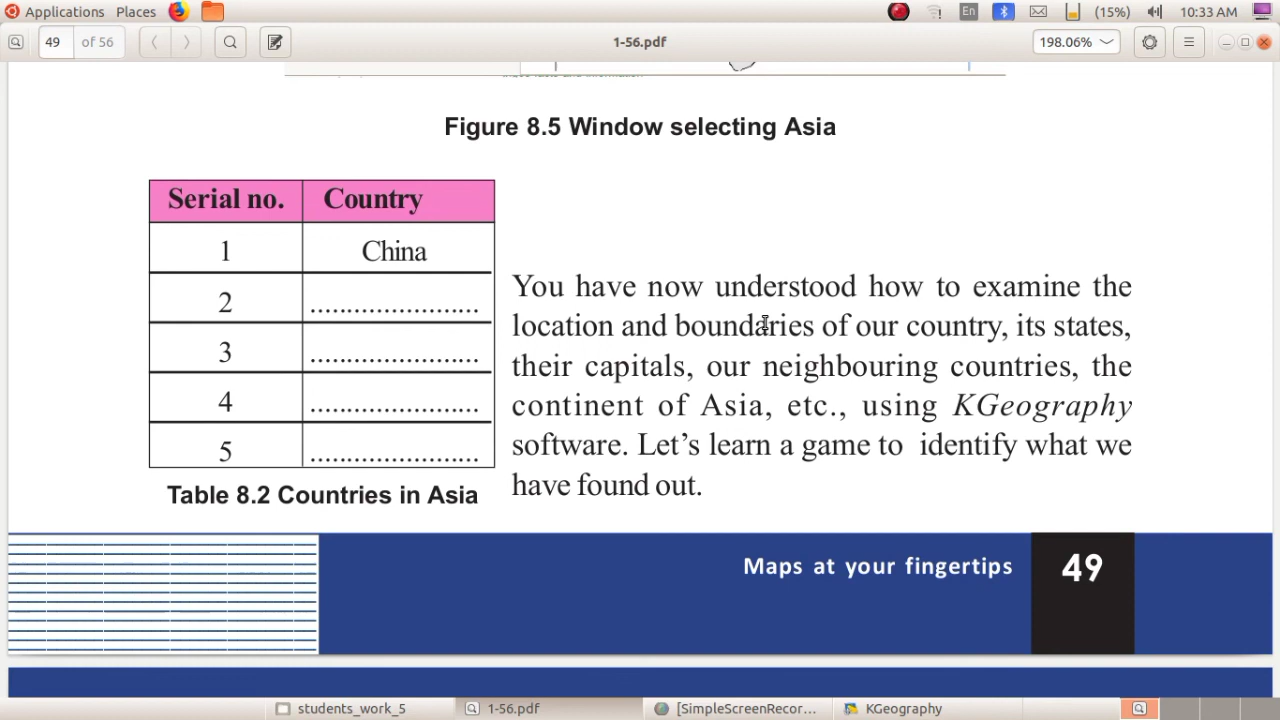 Applications Places En (15%) 10:33 AM
49 of 56 1-56.pdf 198.06%
Figure 8.5 Window selecting Asia
Serial no. Country
1 China
2 ......................
3 ......................
4 ......................
5 ......................
Table 8.2 Countries in Asia
You have now understood how to examine the
location and boundaries of our country, its states,
their capitals, our neighbouring countries, the
continent of Asia, etc., using KGeography
software. Let's learn a game to identify what we
have found out.
Maps at your fingertips 49
students_work_5 1-56.pdf [SimpleScreenRecor... KGeography